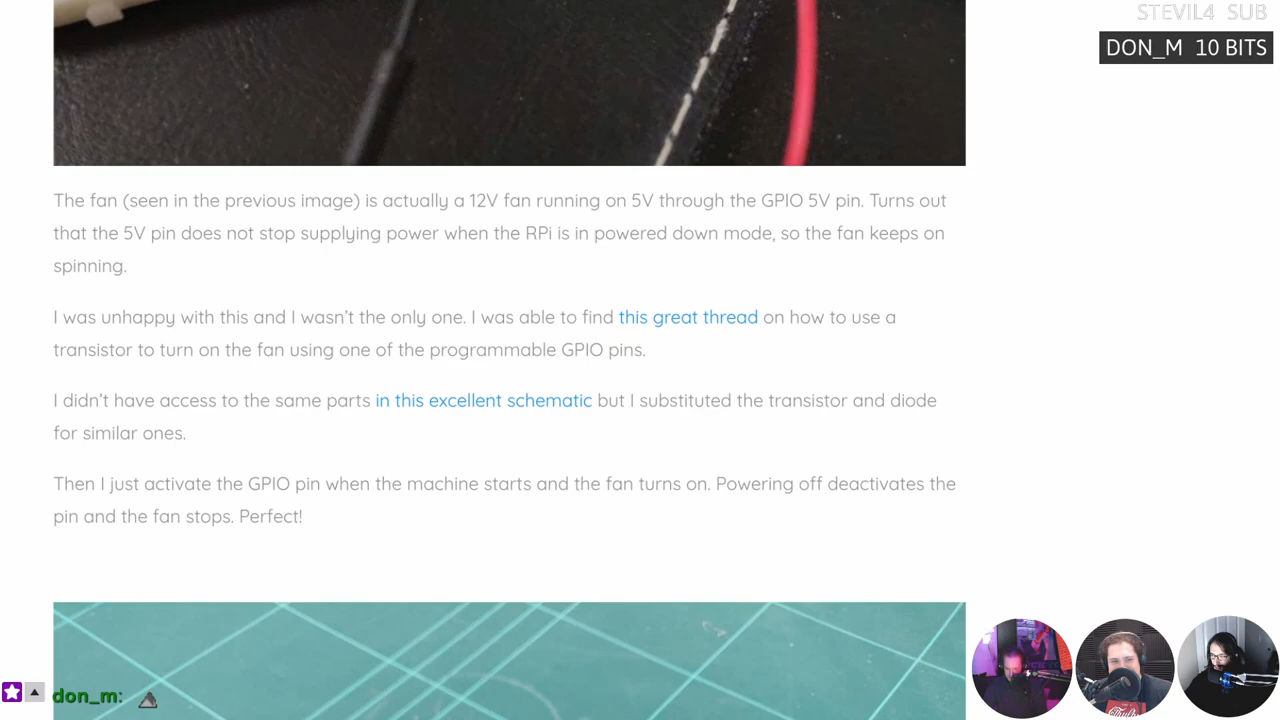 STEVIL4 SUB
DON_M 10 BITS
The fan (seen in the previous image) is actually a 12V fan running on 5V through the GPIO 5V pin. Turns out
that the 5V pin does not stop supplying power when the RPi is in powered down mode, so the fan keeps on
spinning.
I was unhappy with this and I wasn't the only one. I was able to find this great thread on how to use a
transistor to turn on the fan using one of the programmable GPIO pins.
I didn't have access to the same parts in this excellent schematic but I substituted the transistor and diode
for similar ones.
Then I just activate the GPIO pin when the machine starts and the fan turns on. Powering off deactivates the
pin and the fan stops. Perfect!
don_m: